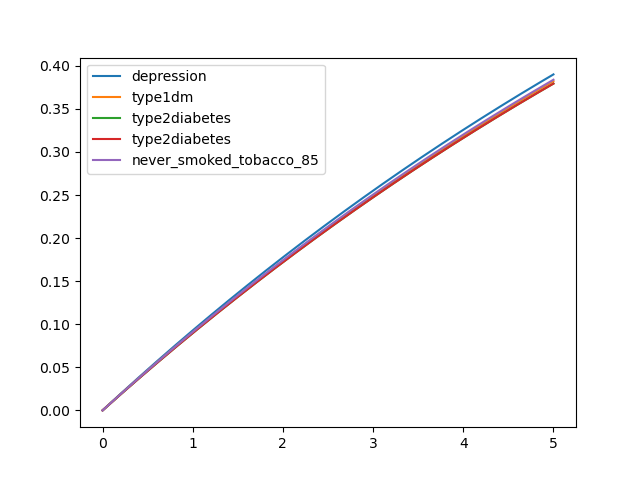 0.40
0.35
0.30
0.25
0.20
0.15
0.10
0.05
0.00
depression
type1dm
type2diabetes
type2diabetes
never_smoked_tobacco_85
0 1 2 3 4 5